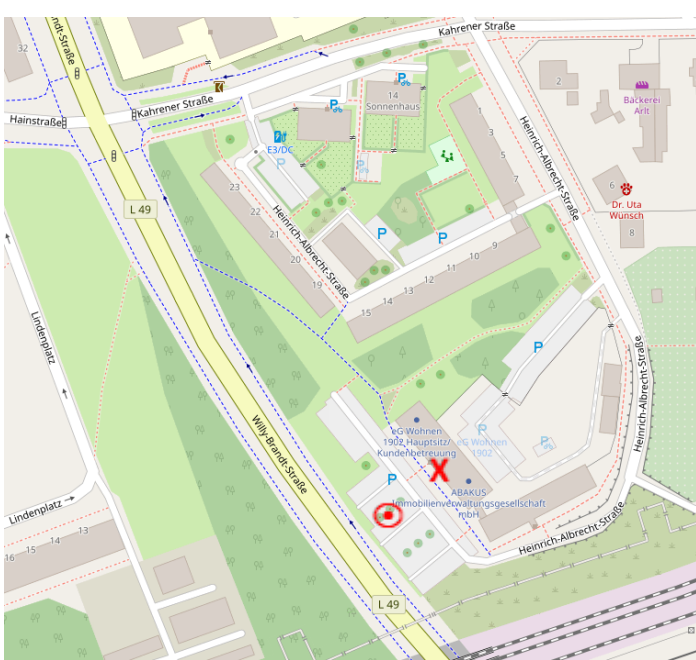 Kahrener Straße
ndt-Straße
32
2
14
Sonnenhaus
Bäckerei
Arlt
Kahrener Straße
Hainstraße
1
3
5
7
E3/DC
P
Heinrich-Albrecht-Straße
6
Dr. Uta
Wünsch
8
23
22
21
20
19
L 49
Heinrich-Albrecht-Straße
P
P
9
10
11
12
13
14
15
Lindenplatz
P
Heinrich-Albrecht-Straße
Willy-Brandt-Straße
eG Wohnen
1902 Hauptsitz/
Kundenbetreuung
P
eG Wohnen
1902
X
P
ABAKUS
Immobilienverwaltungsgesellschaft
mbH
Lindenplatz
Heinrich-Albrecht-Straße
13
14
15
16
L 49